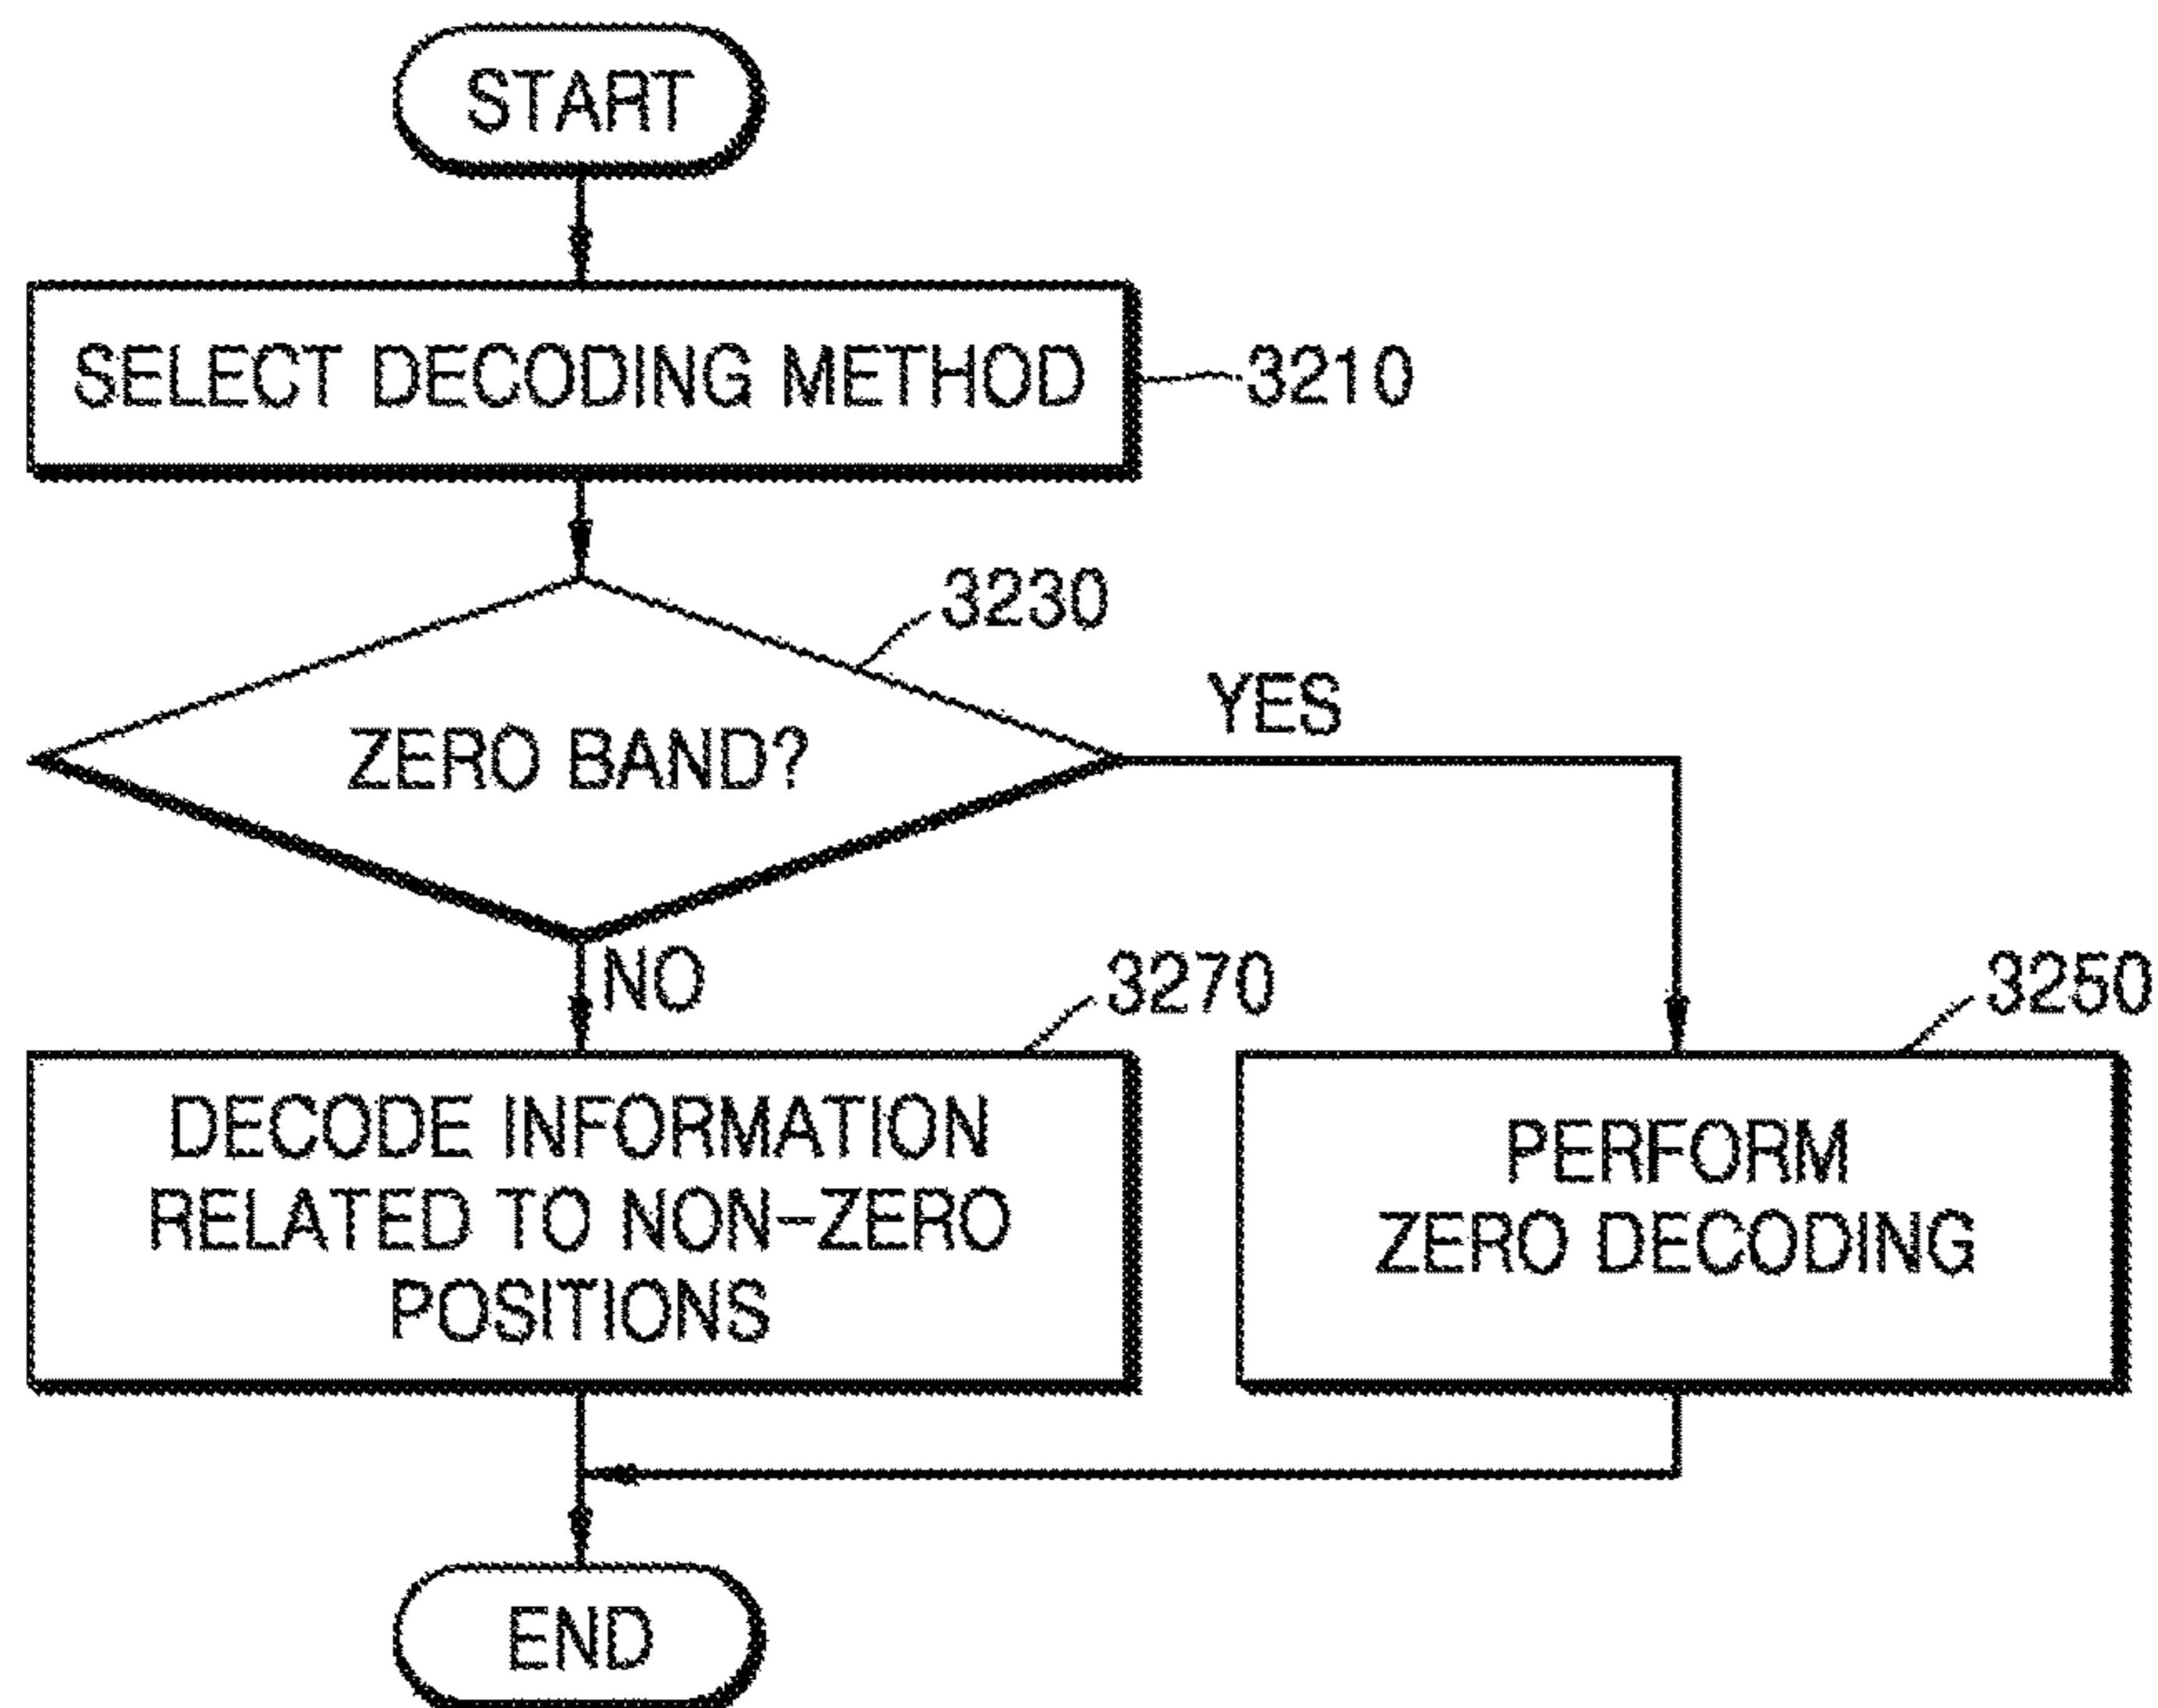 START
SELECT DECODING METHOD
3210
3230
ZERO BAND?
YES
NO
3270
3250
DECODE INFORMATION
RELATED TO NON-ZERO
POSITIONS
PERFORM
ZERO DECODING
END